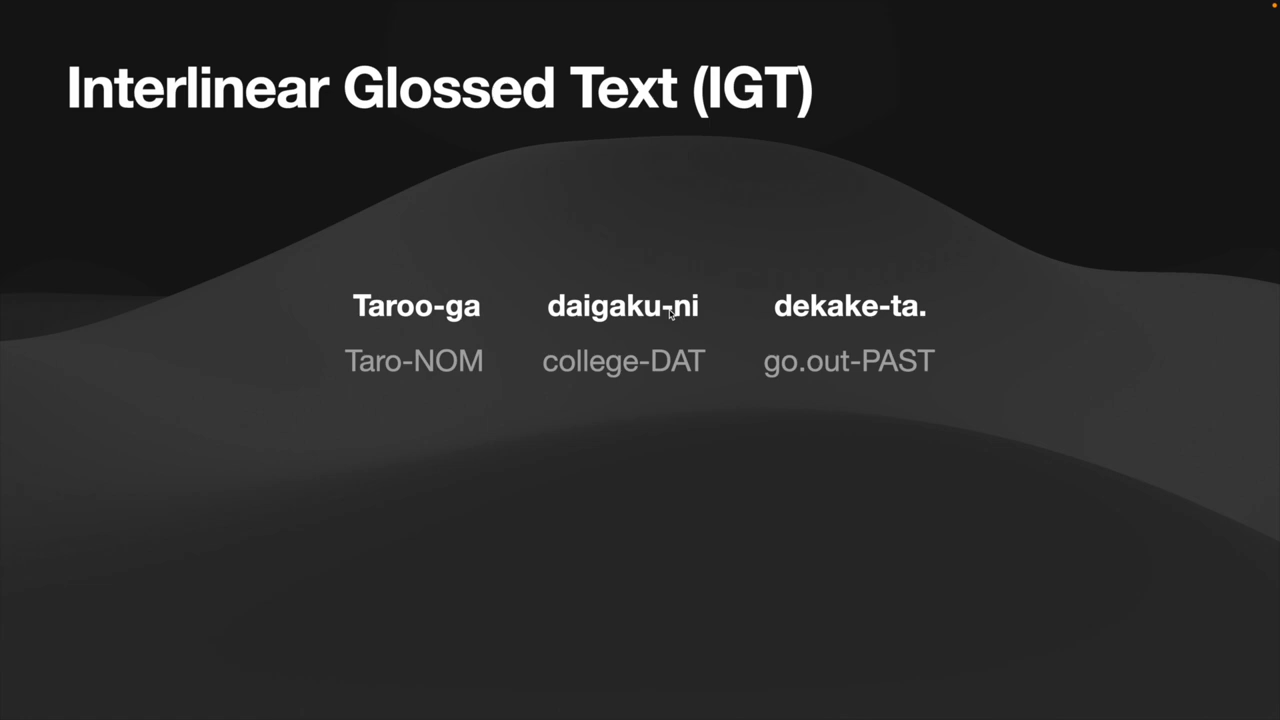 Interlinear Glossed Text (IGT)
Taroo-ga daigaku-ni dekake-ta.
Taro-NOM college-DAT go.out-PAST